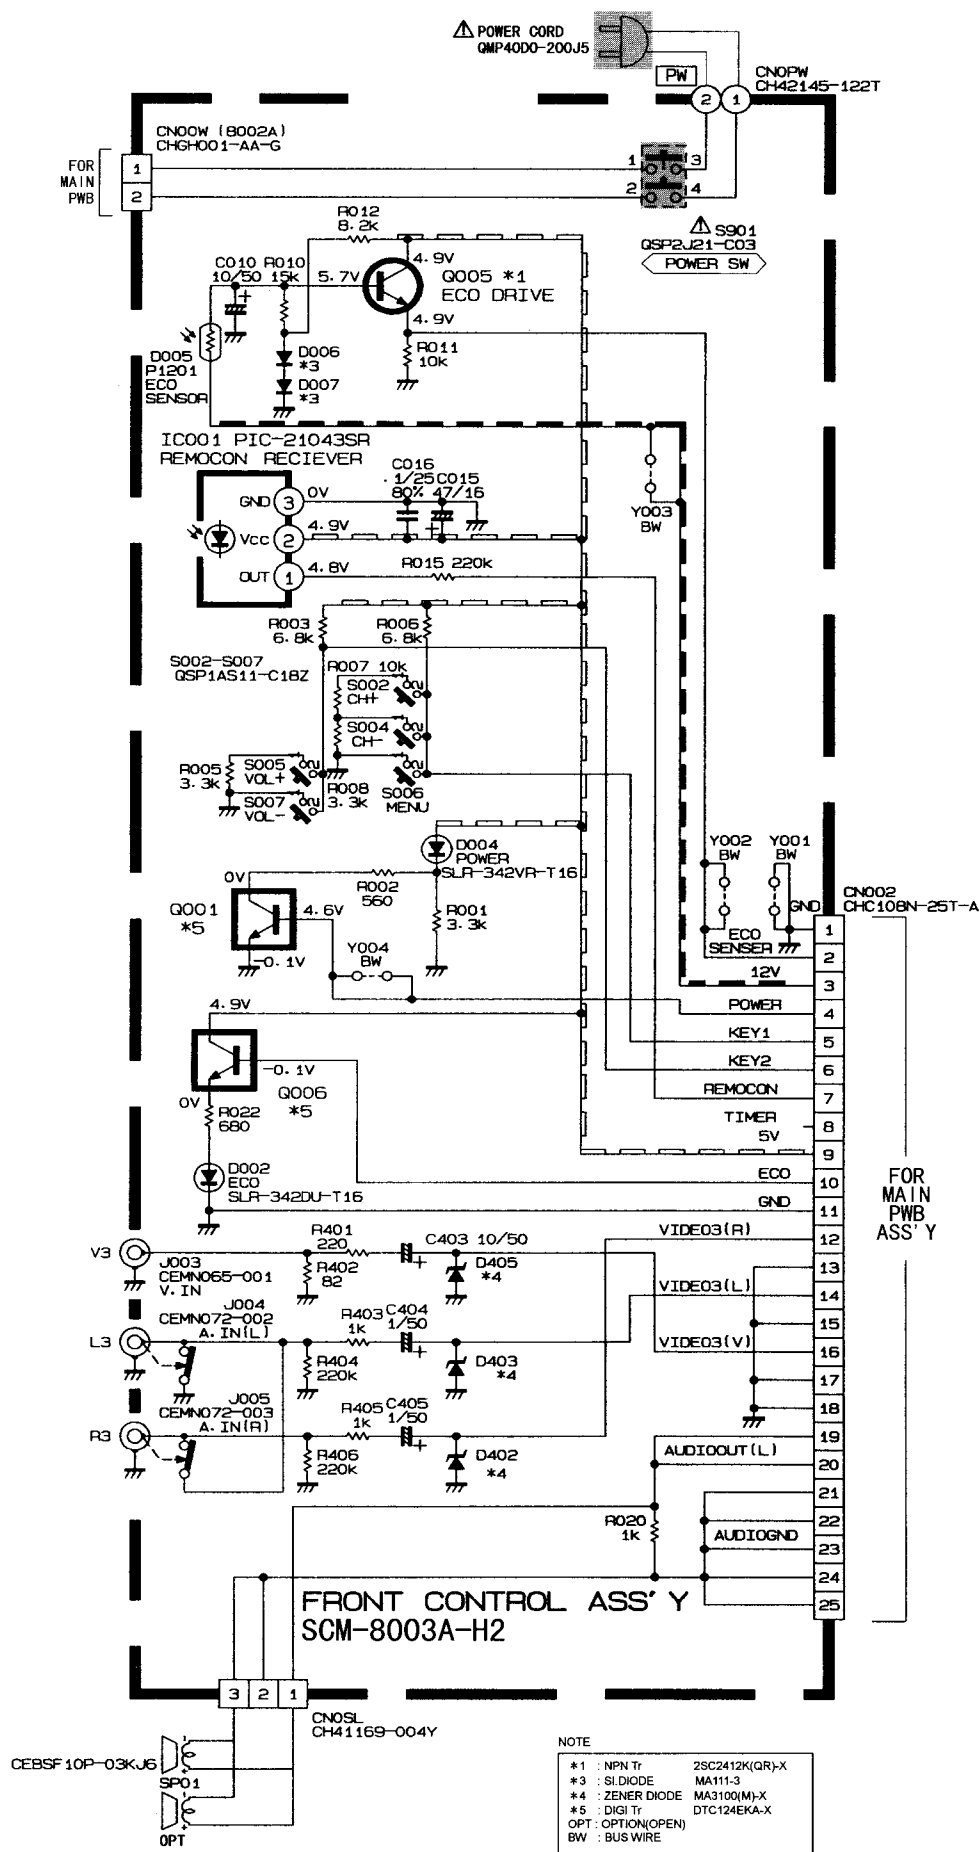 ⚠ POWER CORD
QMP40D0-200J5
PW
CN0PW
CH42145-122T
2 1
CN00W (8002A)
CHGH001-AA-G
FOR
MAIN
PWB
1
2
1 3
2 4
⚠ S901
QSP2J21-C03
POWER SW
R012
8.2k
C010 R010
10/50 15k
+
5.7V
4.9V
Q005 *1
ECO DRIVE
4.9V
D005
P1201
ECO
SENSOR
D006
*3
D007
*3
R011
10k
IC001 PIC-21043SR
REMOCON RECIEVER
C016
.1/25 C015
80% 47/16
+
GND 3 0V
Vcc 2 4.9V
OUT 1 4.8V
R015 220k
Y003
BW
R003
6.8k
R006
6.8k
S002-S007
QSP1AS11-C18Z
R007 10k
S002
CH+
S004
CH-
R005
3.3k
S005
VOL+
S007
VOL-
R008
3.3k
S006
MENU
D004
POWER
SLR-342VR-T16
0V
R002
560
Q001
*5
4.6V
R001
3.3k
-0.1V
Y004
BW
Y002
BW
Y001
BW
CN002
CHC108N-25T-A
GND 1
ECO
SENSER 2
12V 3
POWER 4
KEY1 5
KEY2 6
REMOCON 7
TIMER 8
5V 9
ECO 10
GND 11
VIDEO3(R) 12
13
VIDEO3(L) 14
15
VIDEO3(V) 16
17
18
19
AUDIOOUT(L) 20
21
22
AUDIOGND 23
24
25
FOR
MAIN
PWB
ASS'Y
4.9V
-0.1V
Q006
*5
0V
R022
680
D002
ECO
SLR-342DU-T16
V3
J003
CEMN065-001
V.IN
R401
220
R402
82
C403 10/50
+
D405
*4
L3
J004
CEMN072-002
A.IN(L)
R403
1k
C404
1/50
+
R404
220k
D403
*4
R3
J005
CEMN072-003
A.IN(R)
R405
1k
C405
1/50
+
R406
220k
D402
*4
R020
1K
FRONT CONTROL ASS'Y
SCM-8003A-H2
3 2 1
CN0SL
CH41169-004Y
CEBSF10P-03KJ6
SP01
OPT
NOTE
*1 : NPN Tr 2SC2412K(QR)-X
*3 : SI.DIODE MA111-3
*4 : ZENER DIODE MA3100(M)-X
*5 : DIGI Tr DTC124EKA-X
OPT : OPTION(OPEN)
BW : BUS WIRE